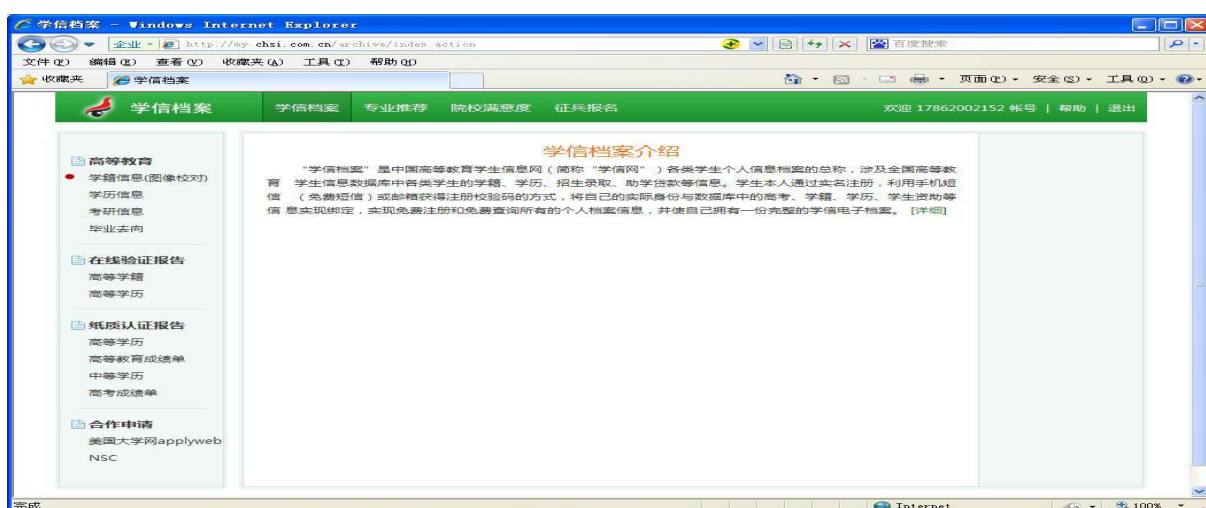 学信档案 - Windows Internet Explorer
企业 http://my.chsi.com.cn/archive/index.action 百度搜索
文件(F) 编辑(E) 查看(V) 收藏夹(A) 工具(T) 帮助(H)
收藏夹 学信档案 页面(P) 安全(S) 工具(O)
学信档案 学信档案 专业推荐 院校满意度 征兵报名 欢迎 17862002152 帐号 | 帮助 | 退出
高等教育
学籍信息(图像校对)
学历信息
考研信息
毕业去向
在线验证报告
高等学籍
高等学历
纸质认证报告
高等学历
高等教育成绩单
中等学历
高考成绩单
合作申请
美国大学网applyweb
NSC
学信档案介绍
“学信档案”是中国高等教育学生信息网(简称“学信网”)各类学生个人信息档案的总称,涉及全国高等教
育 学生信息数据库中各类学生的学籍、学历、招生录取、助学贷款等信息。学生本人通过实名注册,利用手机短
信 (免费短信)或邮箱获得注册校验码的方式,将自己的实际身份与数据库中的高考、学籍、学历、学生资助等
信 息实现绑定,实现免费注册和免费查询所有的个人档案信息,并使自己拥有一份完整的学信电子档案。 [详细]
完成 Internet 100%